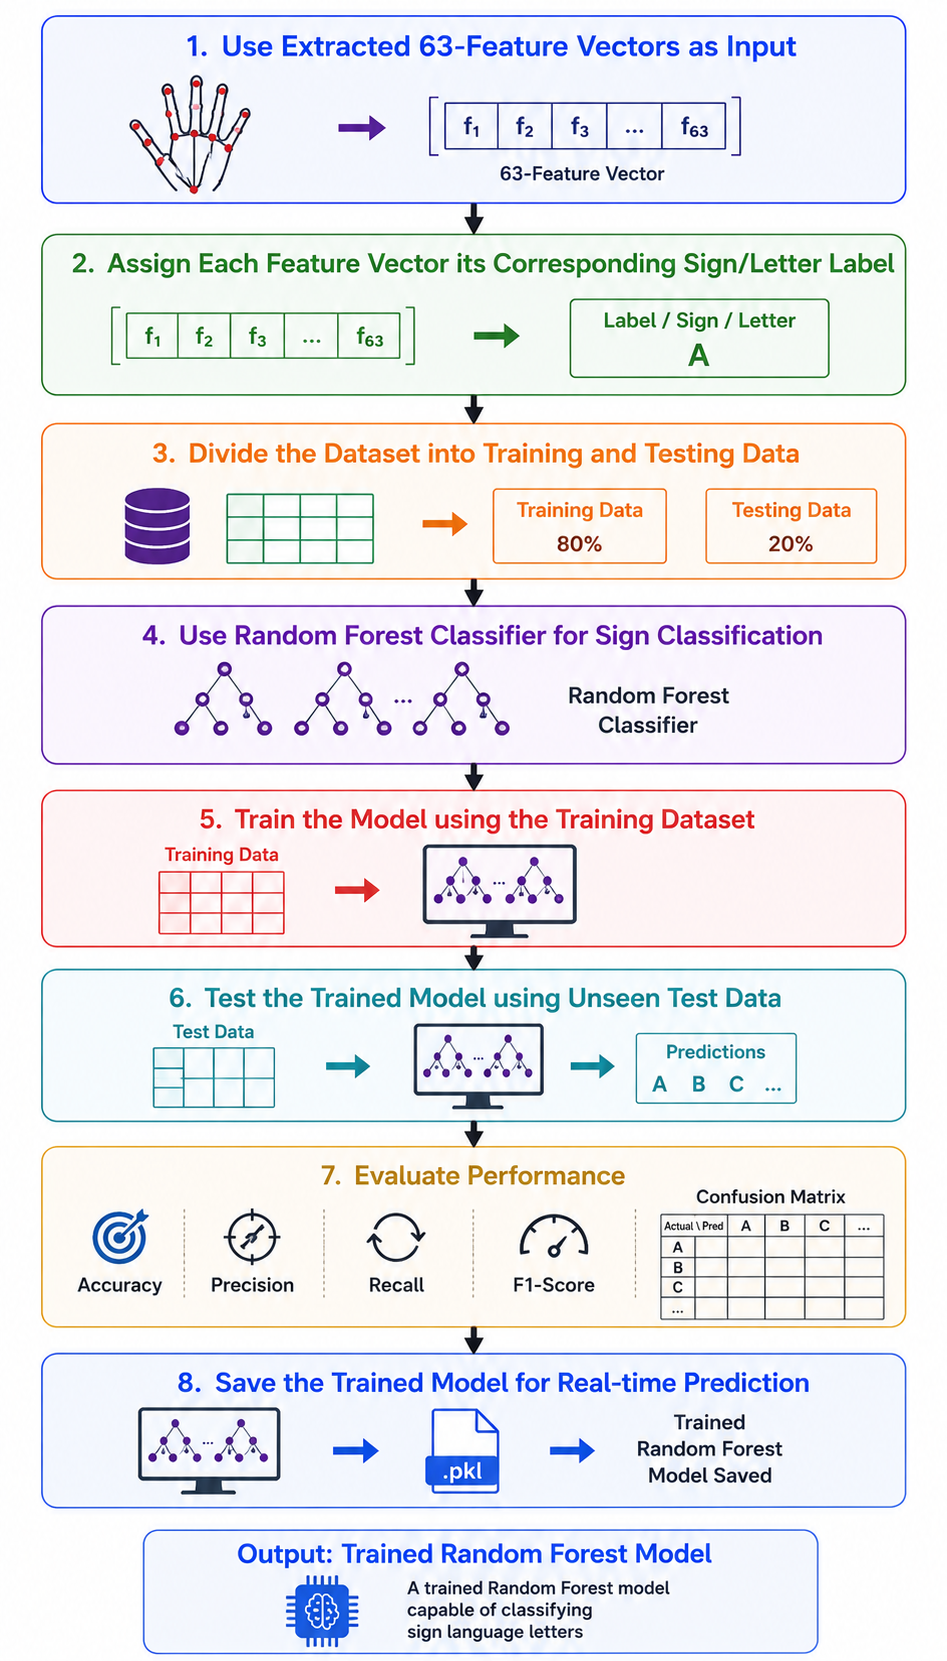 1. Use Extracted 63-Feature Vectors as Input
f₁ f₂ f₃ ... f₆₃
63-Feature Vector
2. Assign Each Feature Vector its Corresponding Sign/Letter Label
f₁ f₂ f₃ ... f₆₃
Label / Sign / Letter
A
3. Divide the Dataset into Training and Testing Data
Training Data
80%
Testing Data
20%
4. Use Random Forest Classifier for Sign Classification
...
Random Forest
Classifier
5. Train the Model using the Training Dataset
Training Data
...
6. Test the Trained Model using Unseen Test Data
Test Data
...
Predictions
A B C ...
7. Evaluate Performance
Accuracy
Precision
Recall
F1-Score
Confusion Matrix
Actual \ Pred A B C ...
A
B
C
...
8. Save the Trained Model for Real-time Prediction
...
.pkl
Trained
Random Forest
Model Saved
Output: Trained Random Forest Model
A trained Random Forest model
capable of classifying
sign language letters